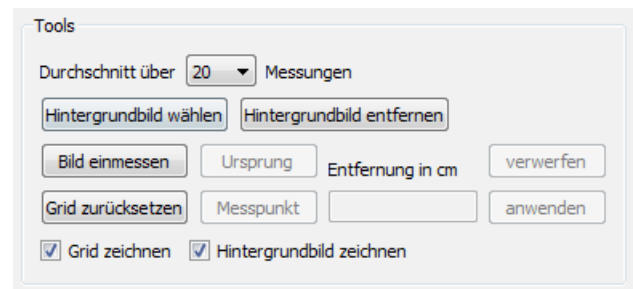 Tools
Durchschnitt über 20 Messungen
Hintergrundbild wählen Hintergrundbild entfernen
Bild einmessen Ursprung Entfernung in cm verwerfen
Grid zurücksetzen Messpunkt anwenden
Grid zeichnen Hintergrundbild zeichnen